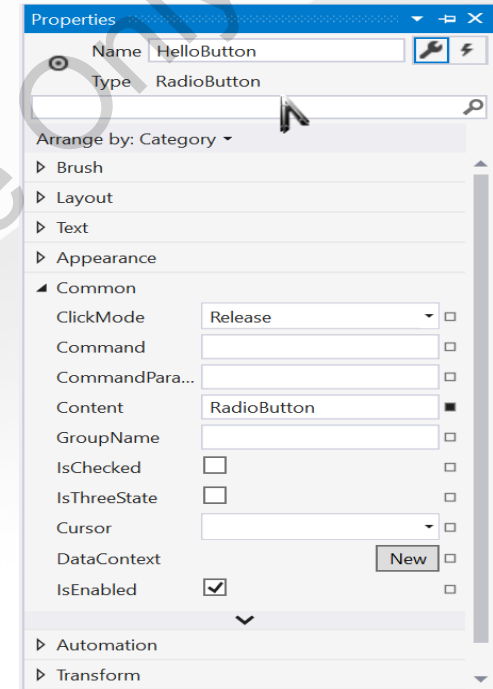 Properties
Name HelloButton
Type RadioButton
Arrange by: Category
Brush
Layout
Text
Appearance
Common
ClickMode Release
Command
CommandPara...
Content RadioButton
GroupName
IsChecked
IsThreeState
Cursor
DataContext New
IsEnabled
Automation
Transform